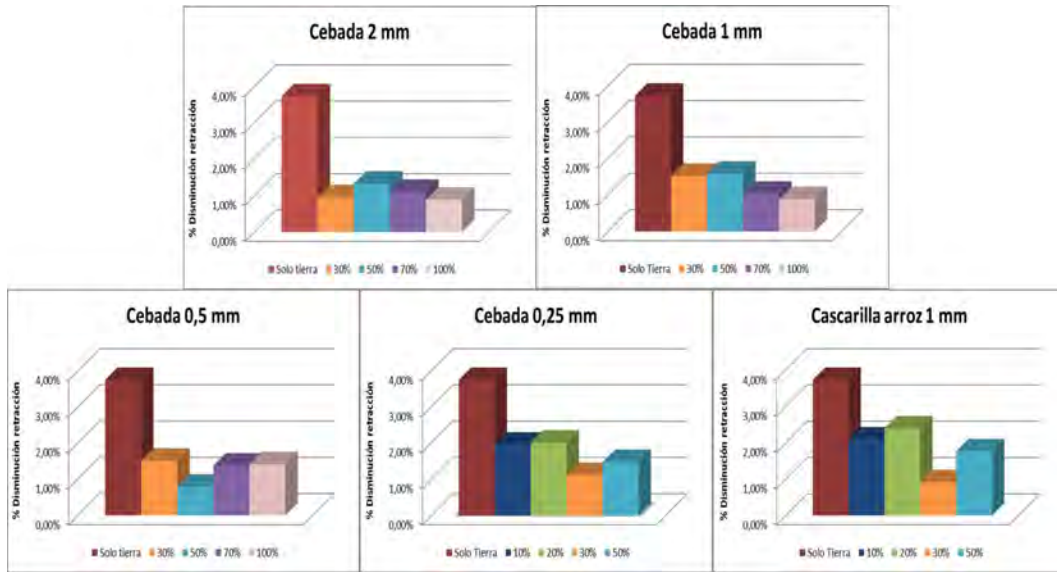 Cebada 2 mm
% Disminución retracción
4,00%
3,00%
2,00%
1,00%
0,00%
Solo tierra 30% 50% 70% 100%
Cebada 1 mm
% Disminución retracción
4,00%
3,00%
2,00%
1,00%
0,00%
Solo Tierra 30% 50% 70% 100%
Cebada 0,5 mm
% Disminución retracción
4,00%
3,00%
2,00%
1,00%
0,00%
Solo tierra 30% 50% 70% 100%
Cebada 0,25 mm
% Disminución retracción
4,00%
3,00%
2,00%
1,00%
0,00%
Solo Tierra 10% 20% 30% 50%
Cascarilla arroz 1 mm
% Disminución retracción
4,00%
3,00%
2,00%
1,00%
0,00%
Solo Tierra 10% 20% 30% 50%